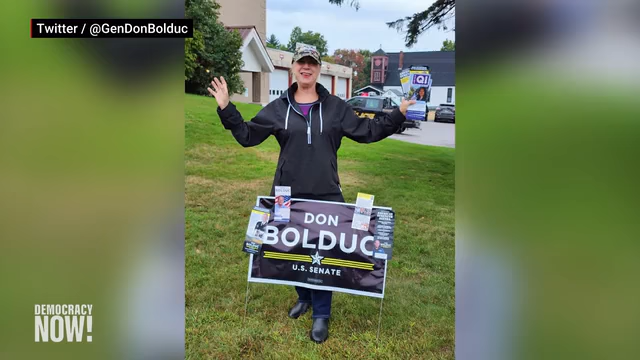 Twitter / @GenDonBolduc
DON
BOLDUC
U.S. SENATE
DEMOCRACY
NOW!